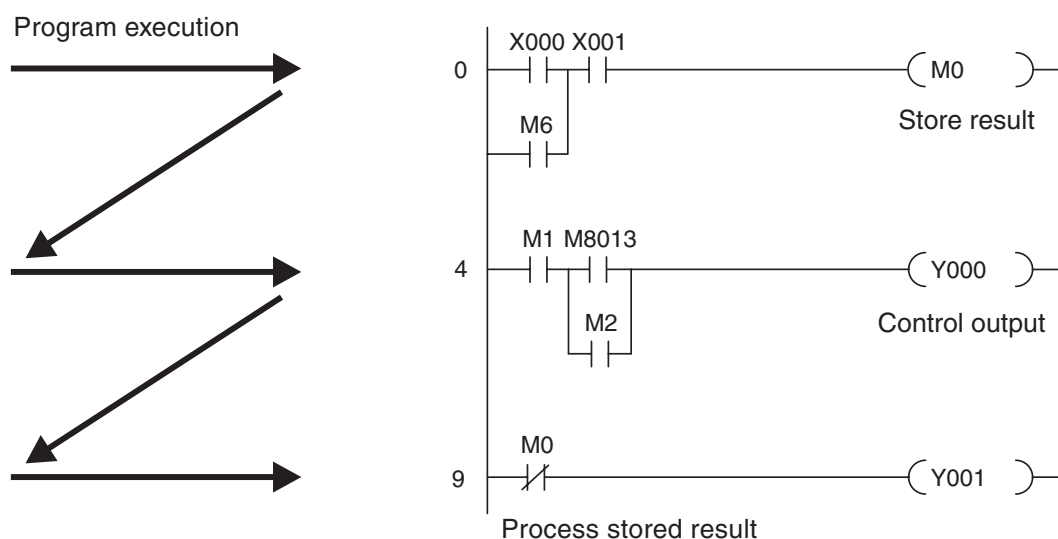 Program execution
X000 X001
0
M0
Store result
M6
M1 M8013
4
Y000
M2
Control output
M0
9
Y001
Process stored result